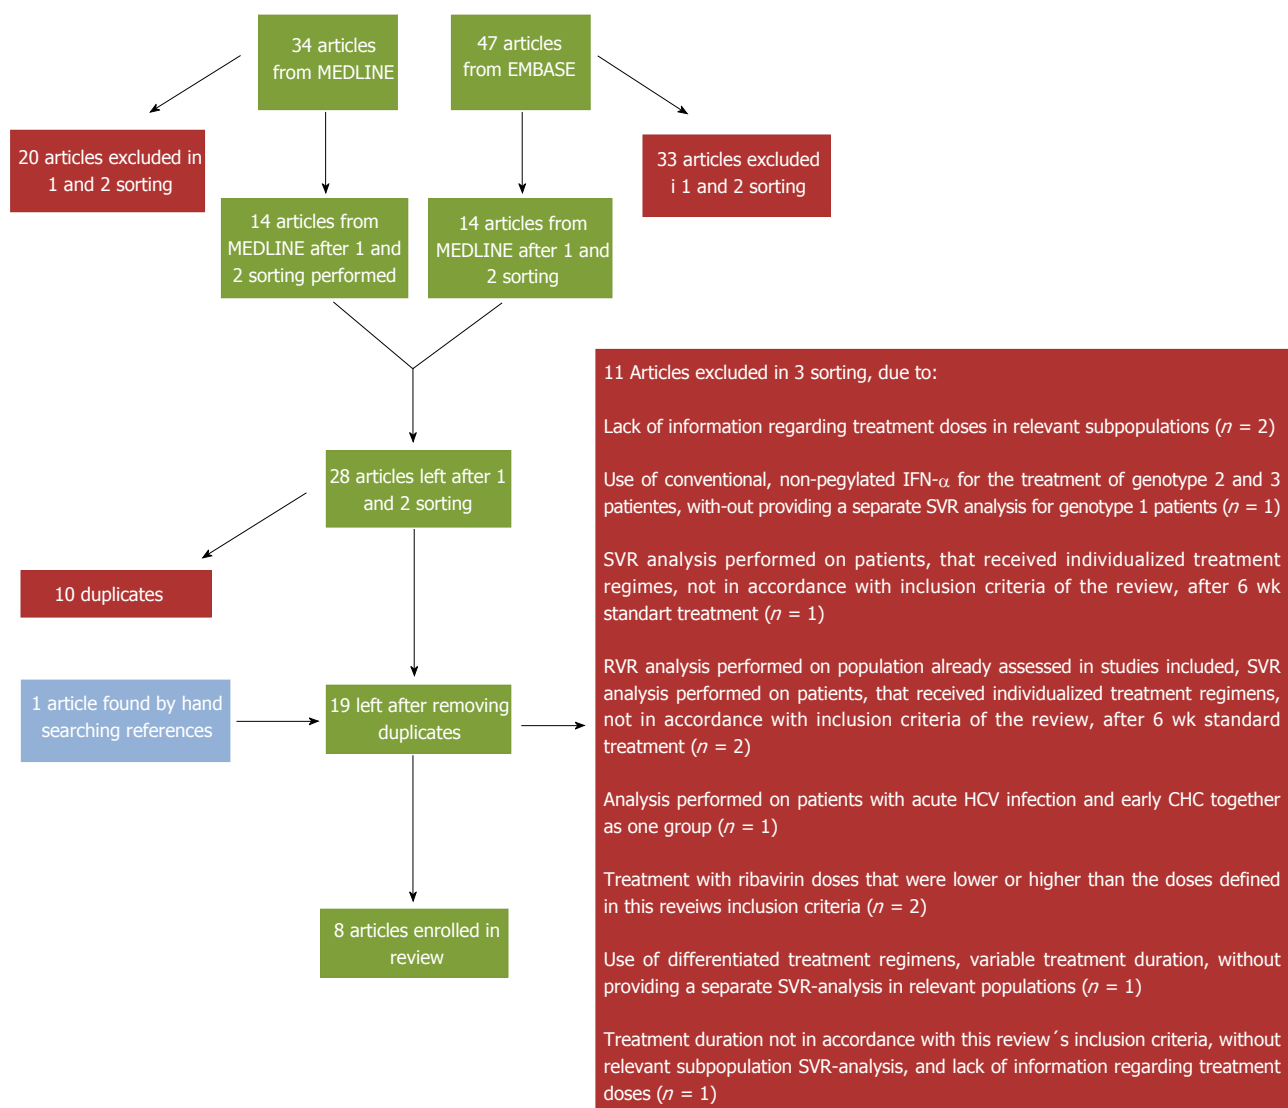 34 articles
from MEDLINE
47 articles
from EMBASE
20 articles excluded in
1 and 2 sorting
33 articles excluded
i 1 and 2 sorting
14 articles from
MEDLINE after 1 and
2 sorting performed
14 articles from
MEDLINE after 1 and
2 sorting
28 articles left after 1
and 2 sorting
10 duplicates
1 article found by hand
searching references
19 left after removing
duplicates
8 articles enrolled in
review
11 Articles excluded in 3 sorting, due to:
Lack of information regarding treatment doses in relevant subpopulations (n = 2)
Use of conventional, non-pegylated IFN-α for the treatment of genotype 2 and 3
patientes, with-out providing a separate SVR analysis for genotype 1 patients (n = 1)
SVR analysis performed on patients, that received individualized treatment
regimes, not in accordance with inclusion criteria of the review, after 6 wk
standart treatment (n = 1)
RVR analysis performed on population already assessed in studies included, SVR
analysis performed on patients, that received individualized treatment regimens,
not in accordance with inclusion criteria of the review, after 6 wk standard
treatment (n = 2)
Analysis performed on patients with acute HCV infection and early CHC together
as one group (n = 1)
Treatment with ribavirin doses that were lower or higher than the doses defined
in this reveiws inclusion criteria (n = 2)
Use of differentiated treatment regimens, variable treatment duration, without
providing a separate SVR-analysis in relevant populations (n = 1)
Treatment duration not in accordance with this review´s inclusion criteria, without
relevant subpopulation SVR-analysis, and lack of information regarding treatment
doses (n = 1)